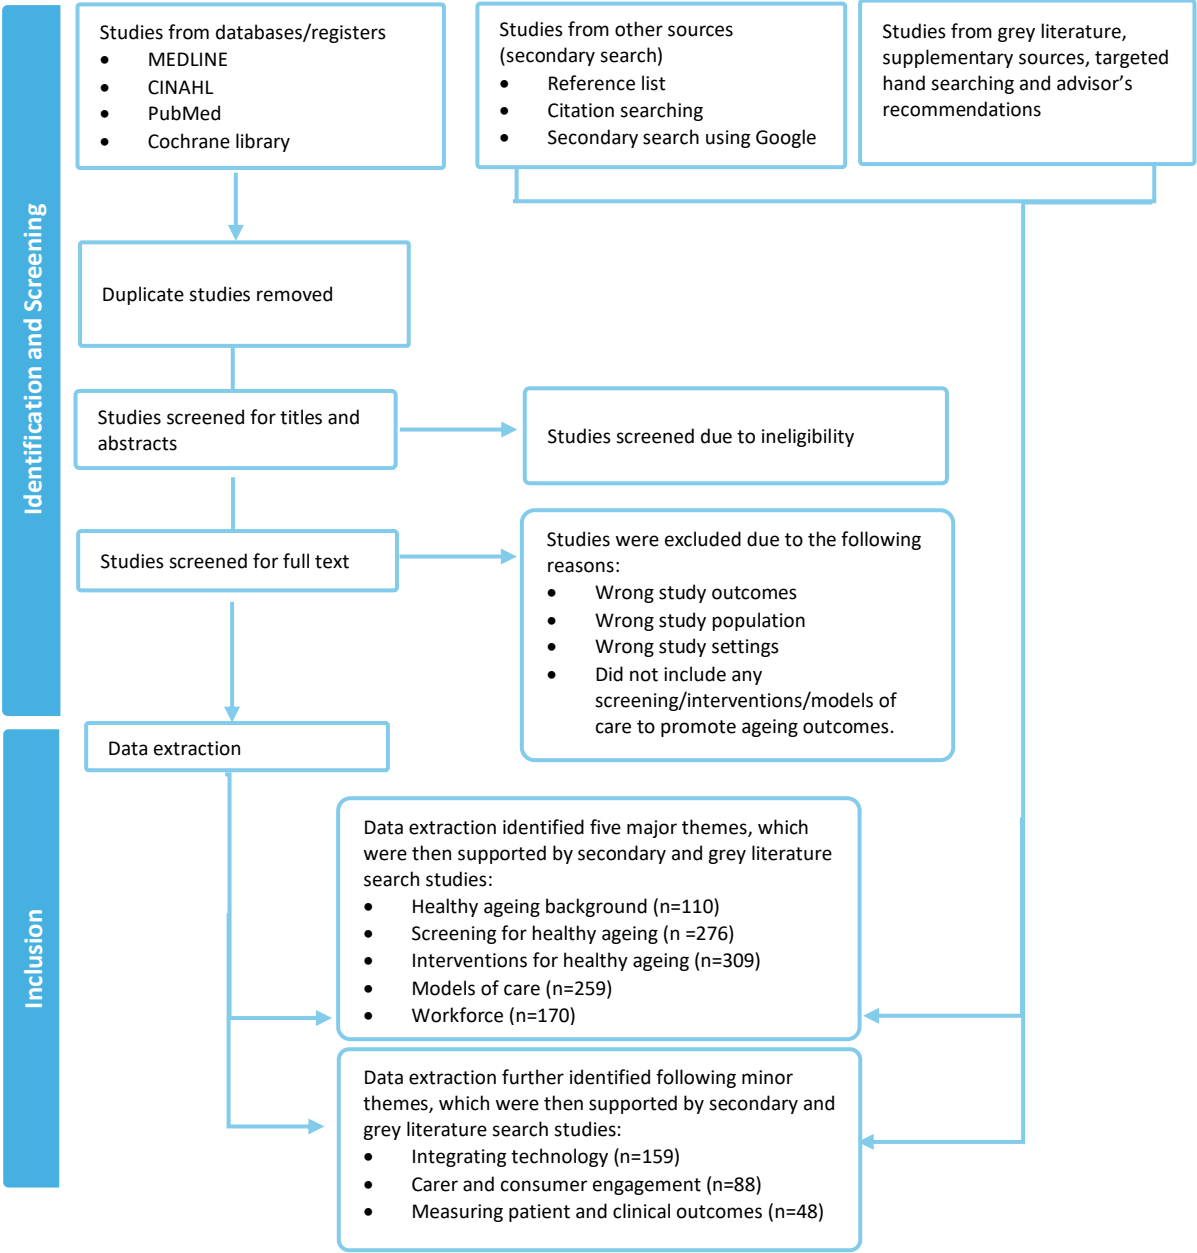 Studies from databases/registers
• MEDLINE
• CINAHL
• PubMed
• Cochrane library
Studies from other sources
(secondary search)
• Reference list
• Citation searching
• Secondary search using Google
Studies from grey literature,
supplementary sources, targeted
hand searching and advisor's
recommendations
Identification and Screening
Duplicate studies removed
Studies screened for titles and
abstracts
Studies screened due to ineligibility
Studies screened for full text
Studies were excluded due to the following
reasons:
• Wrong study outcomes
• Wrong study population
• Wrong study settings
• Did not include any
screening/interventions/models of
care to promote ageing outcomes.
Inclusion
Data extraction
Data extraction identified five major themes, which
were then supported by secondary and grey literature
search studies:
• Healthy ageing background (n=110)
• Screening for healthy ageing (n =276)
• Interventions for healthy ageing (n=309)
• Models of care (n=259)
• Workforce (n=170)
Data extraction further identified following minor
themes, which were then supported by secondary and
grey literature search studies:
• Integrating technology (n=159)
• Carer and consumer engagement (n=88)
• Measuring patient and clinical outcomes (n=48)